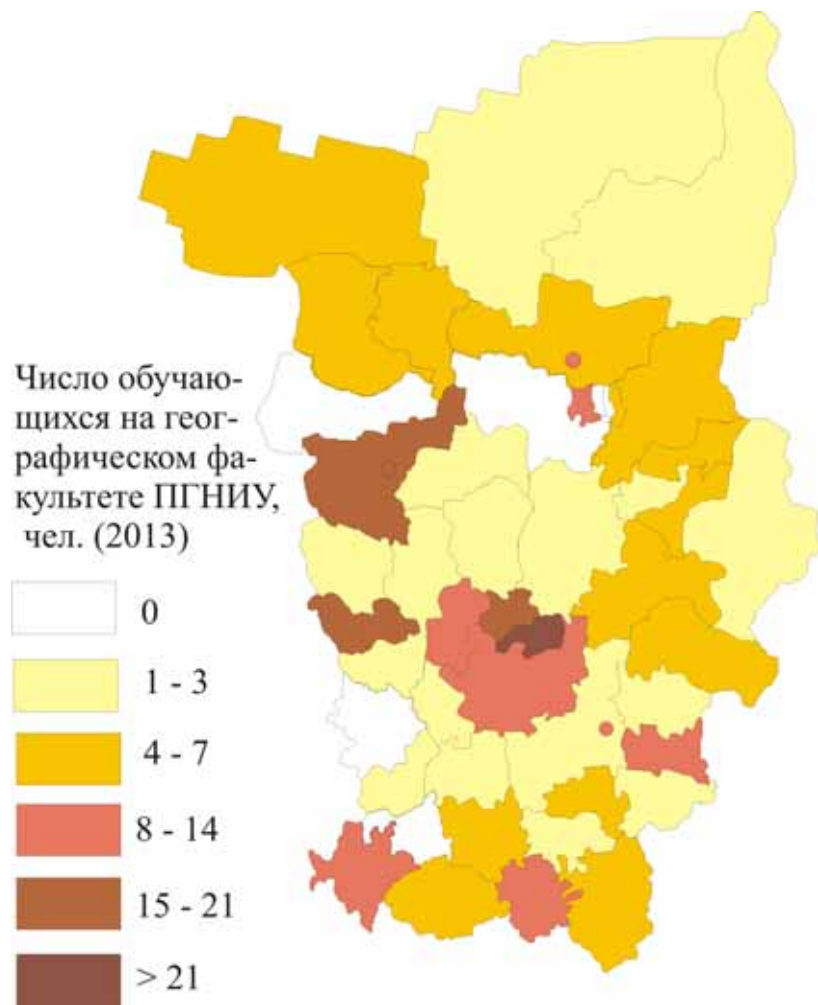 Число обучаю-
щихся на геог-
рафическом фа-
культете ПГНИУ,
чел. (2013)
0
1 - 3
4 - 7
8 - 14
15 - 21
> 21